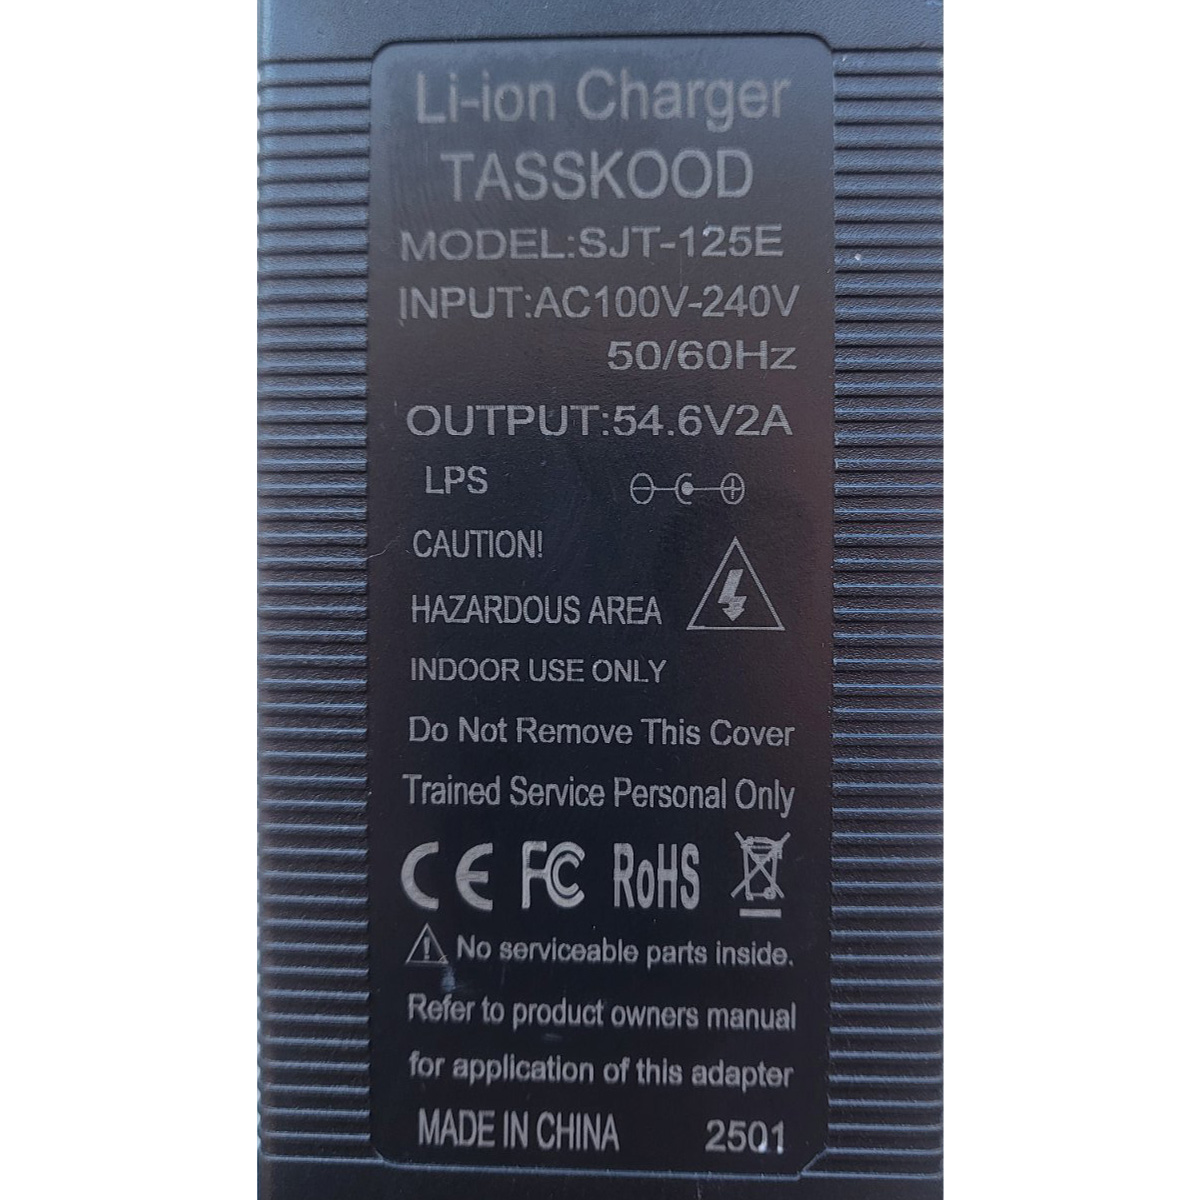 Li-ion Charger
TASSKOOD
MODEL:SJT-125E
INPUT:AC100V-240V
50/60Hz
OUTPUT:54.6V2A
LPS
CAUTION!
HAZARDOUS AREA
INDOOR USE ONLY
Do Not Remove This Cover
Trained Service Personal Only
CE FC RoHS
No serviceable parts inside.
Refer to product owners manual
for application of this adapter
MADE IN CHINA 2501